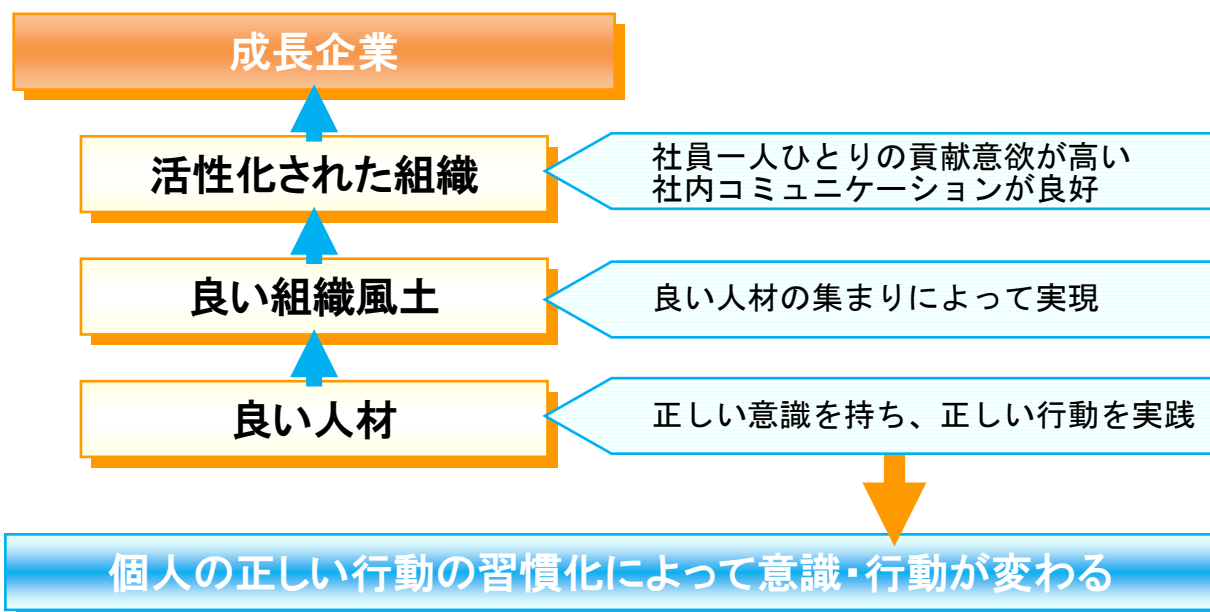 成長企業
活性化された組織
社員一人ひとりの貢献意欲が高い
社内コミュニケーションが良好
良い組織風土
良い人材の集まりによって実現
良い人材
正しい意識を持ち、正しい行動を実践
個人の正しい行動の習慣化によって意識・行動が変わる